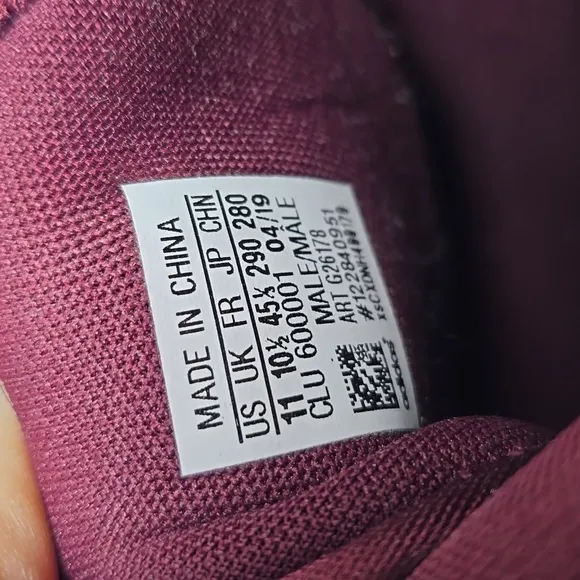 MADE IN CHINA
US UK FR JP CHN
11 10½ 45⅓ 290 280
CLU 600001 04/19
MALE/MÂLE
ART G26178
#1228410951
adidas